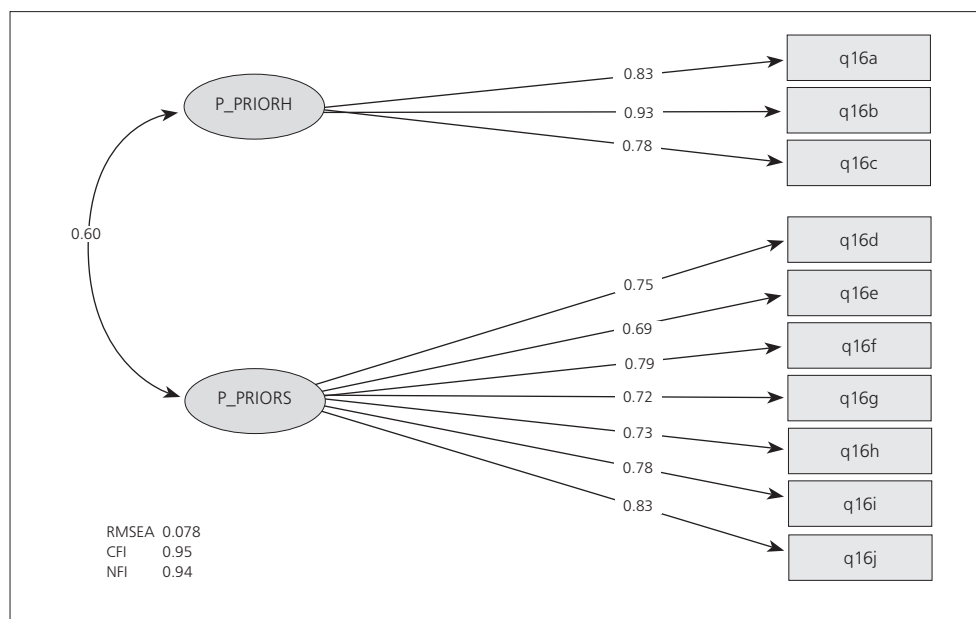 q16a
0.83
P_PRIORH
0.93
q16b
0.78
q16c
0.60
q16d
0.75
q16e
0.69
q16f
0.79
P_PRIORS
0.72
q16g
0.73
q16h
0.78
q16i
0.83
q16j
RMSEA 0.078
CFI 0.95
NFI 0.94